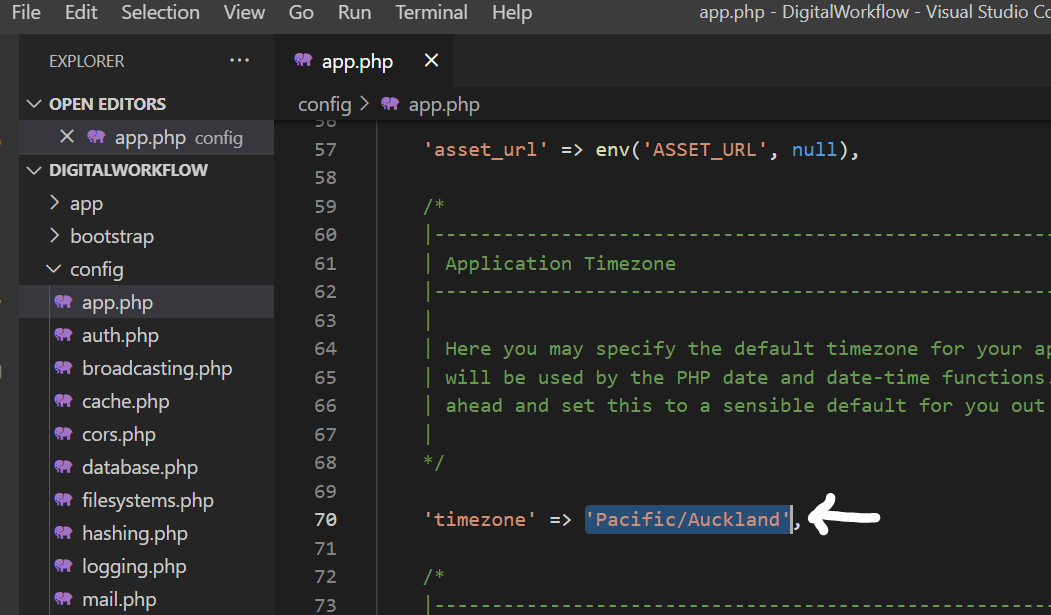 File Edit Selection View Go Run Terminal Help app.php - DigitalWorkflow - Visual Studio Co
EXPLORER ···
OPEN EDITORS
app.php config
DIGITALWORKFLOW
app
bootstrap
config
app.php
auth.php
broadcasting.php
cache.php
cors.php
database.php
filesystems.php
hashing.php
logging.php
mail.php
app.php
config > app.php
56
57 'asset_url' => env('ASSET_URL', null),
58
59 /*
60 |--------------------------------------------------------
61 | Application Timezone
62 |--------------------------------------------------------
63 |
64 | Here you may specify the default timezone for your ap
65 | will be used by the PHP date and date-time functions.
66 | ahead and set this to a sensible default for you out
67 |
68 */
69
70 'timezone' => 'Pacific/Auckland',
71
72 /*
73 |--------------------------------------------------------